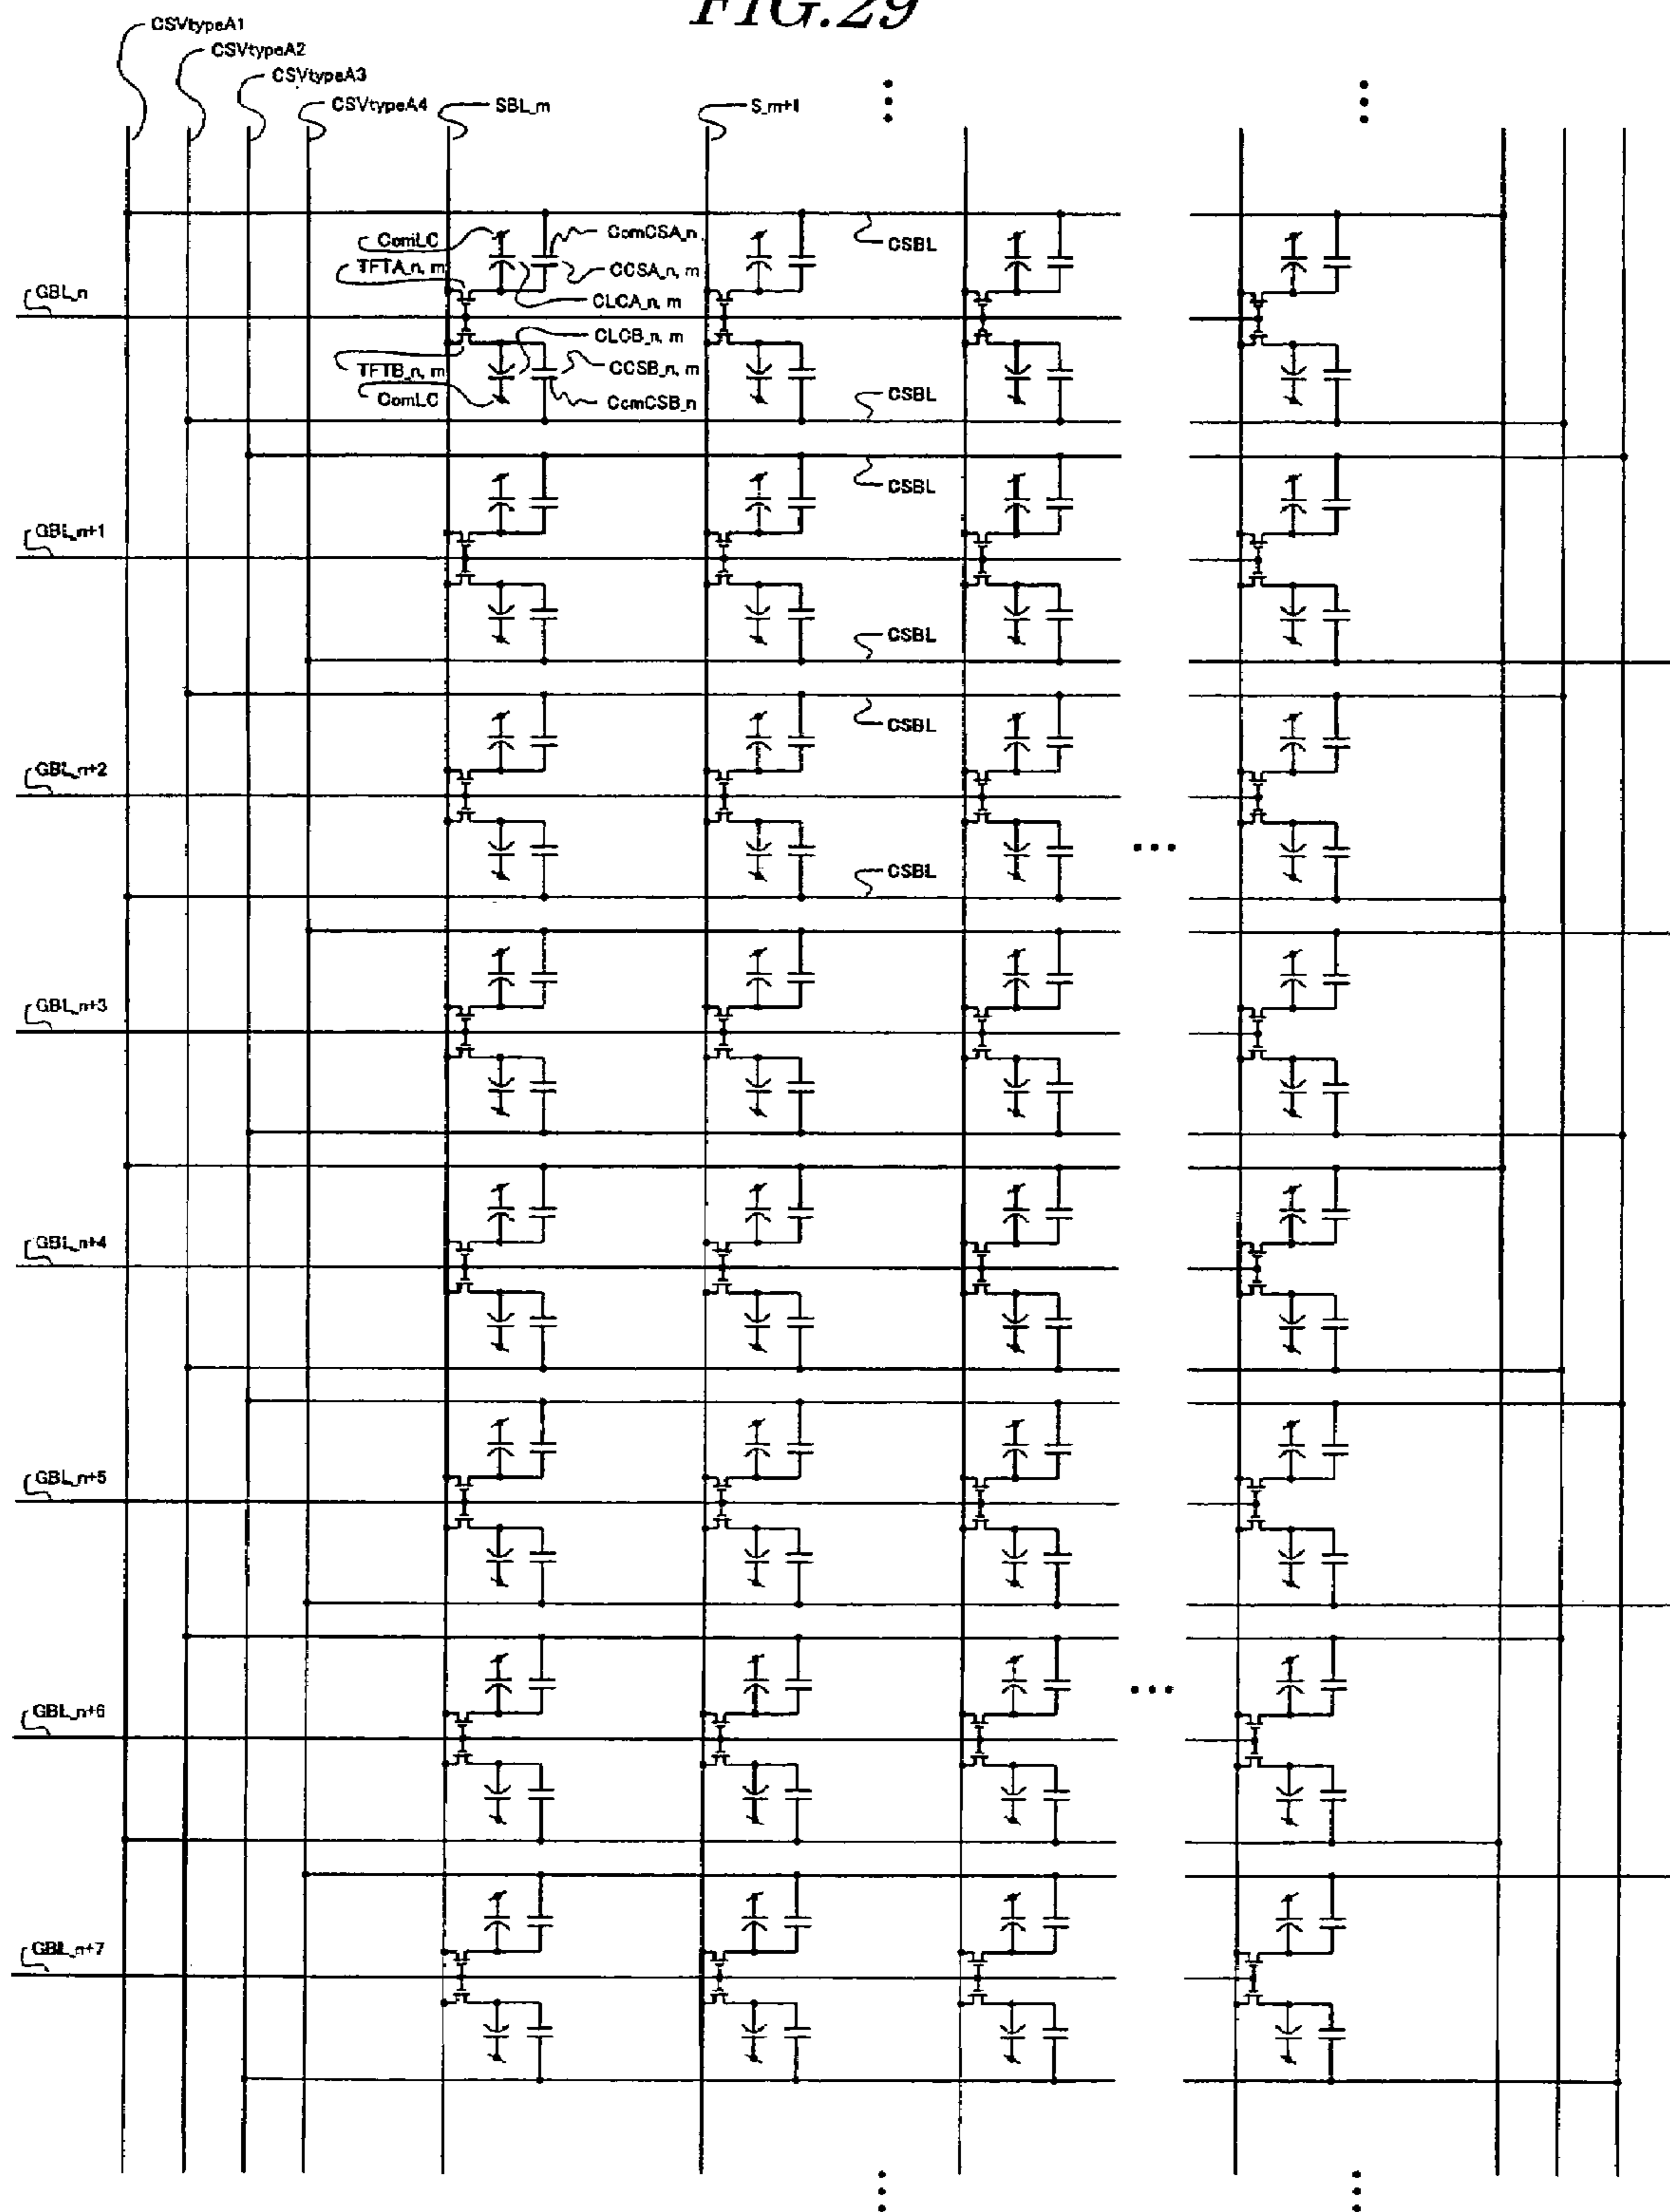 FIG.29
CSVtypeA1
CSVtypeA2
CSVtypeA3
CSVtypeA4
SBL_m
S_m+1
ComLC
ComCSA_n
CSBL
TFTA_n, m
CCSA_n, m
GBL_n
CLCA_n, m
CLCB_n, m
TFTB_n, m
CCSB_n, m
ComLC
ComCSB_n
CSBL
CSBL
GBL_n+1
CSBL
CSBL
GBL_n+2
CSBL
GBL_n+3
GBL_n+4
GBL_n+5
GBL_n+6
GBL_n+7